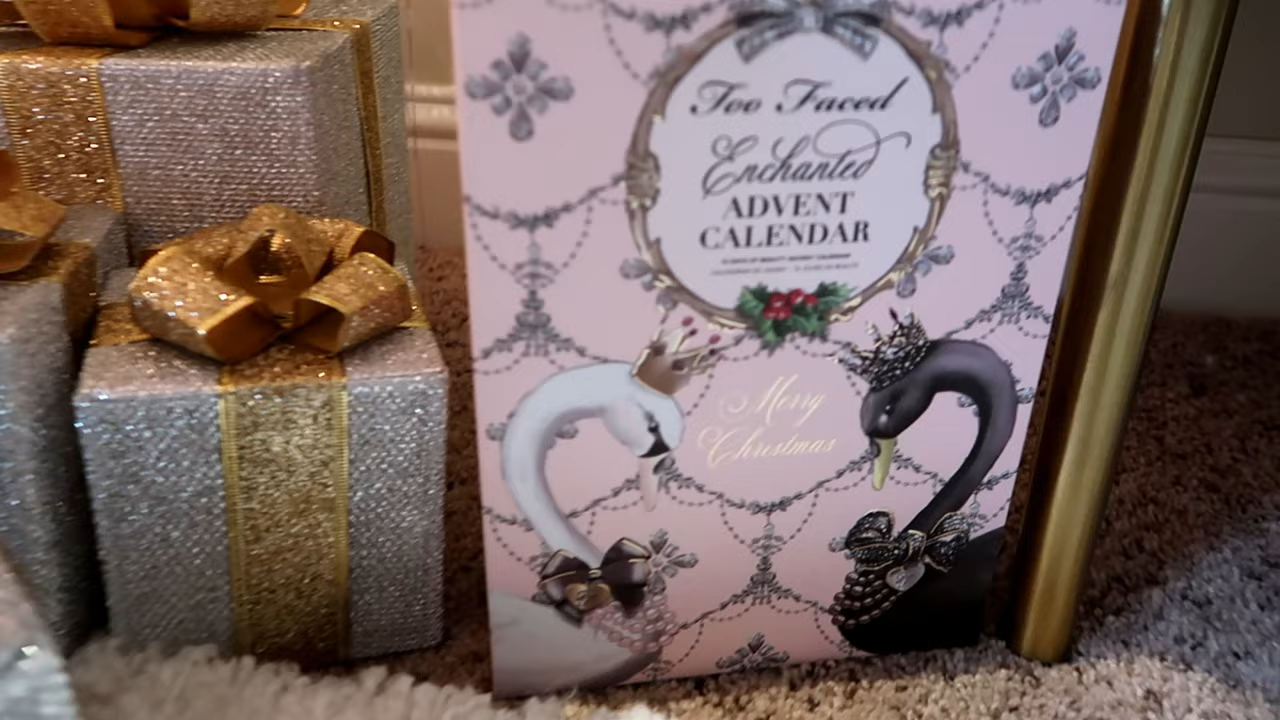 Too Faced
Enchanted
ADVENT
CALENDAR
Merry
Christmas